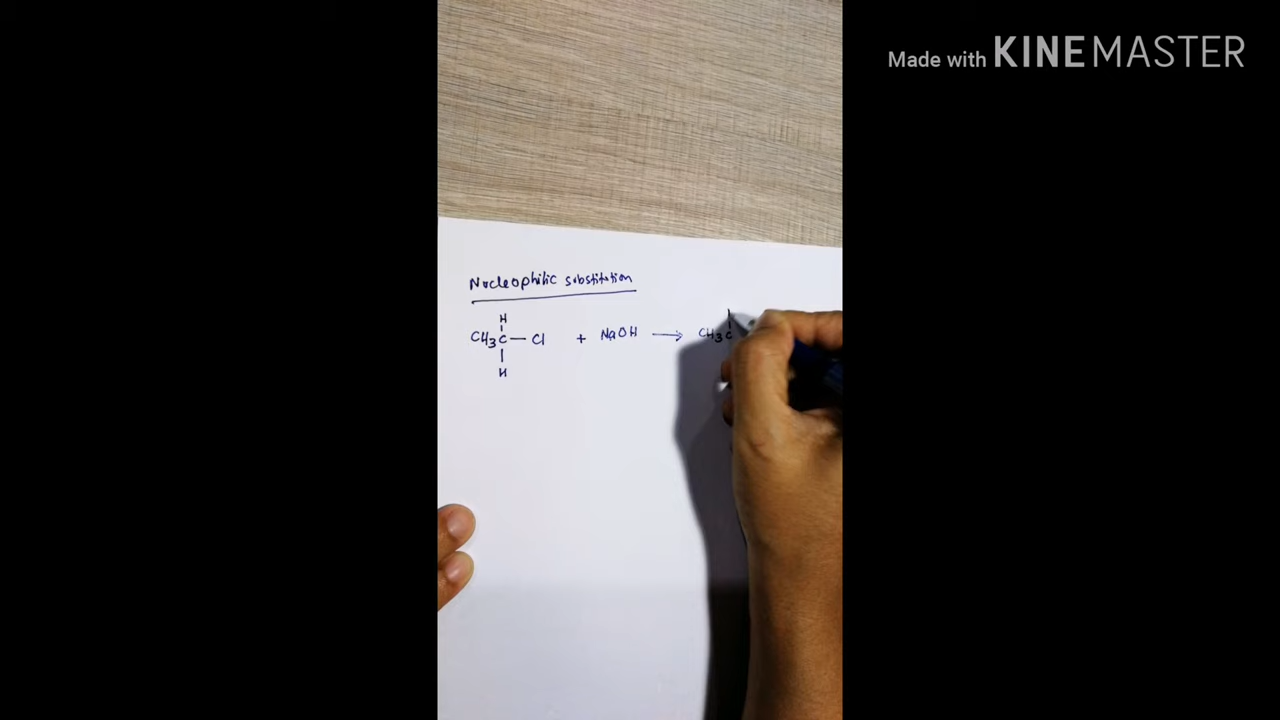 Made with KINEMASTER
Nucleophilic substitution
H
CH3C — Cl + NaOH ⟶ CH3C
H